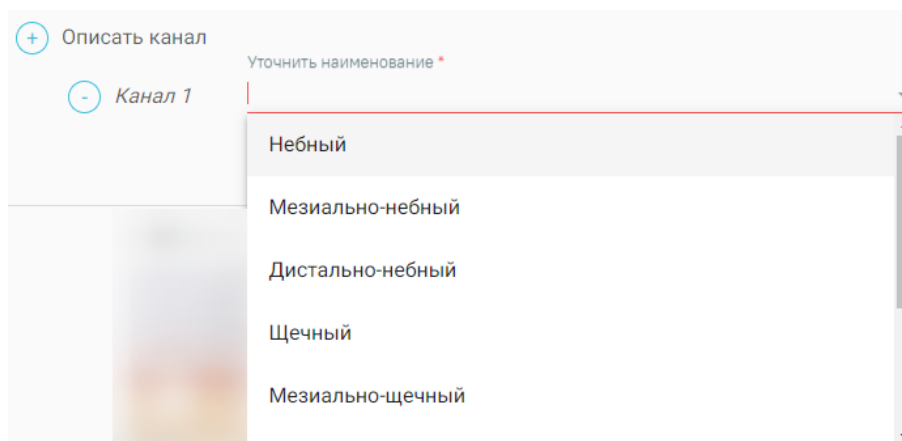 + Описать канал
Уточнить наименование *
- Канал 1
Небный
Мезиально-небный
Дистально-небный
Щечный
Мезиально-щечный